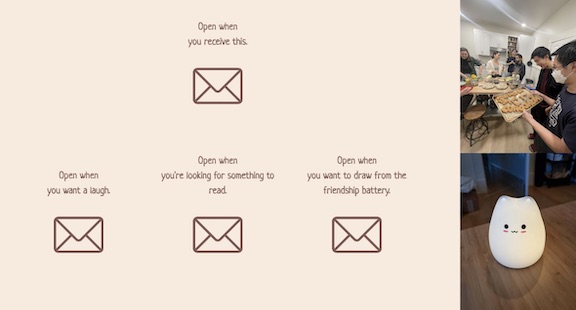 Open when
you receive this.
Open when
you want a laugh.
Open when
you're looking for something to
read.
Open when
you want to draw from the
friendship battery.